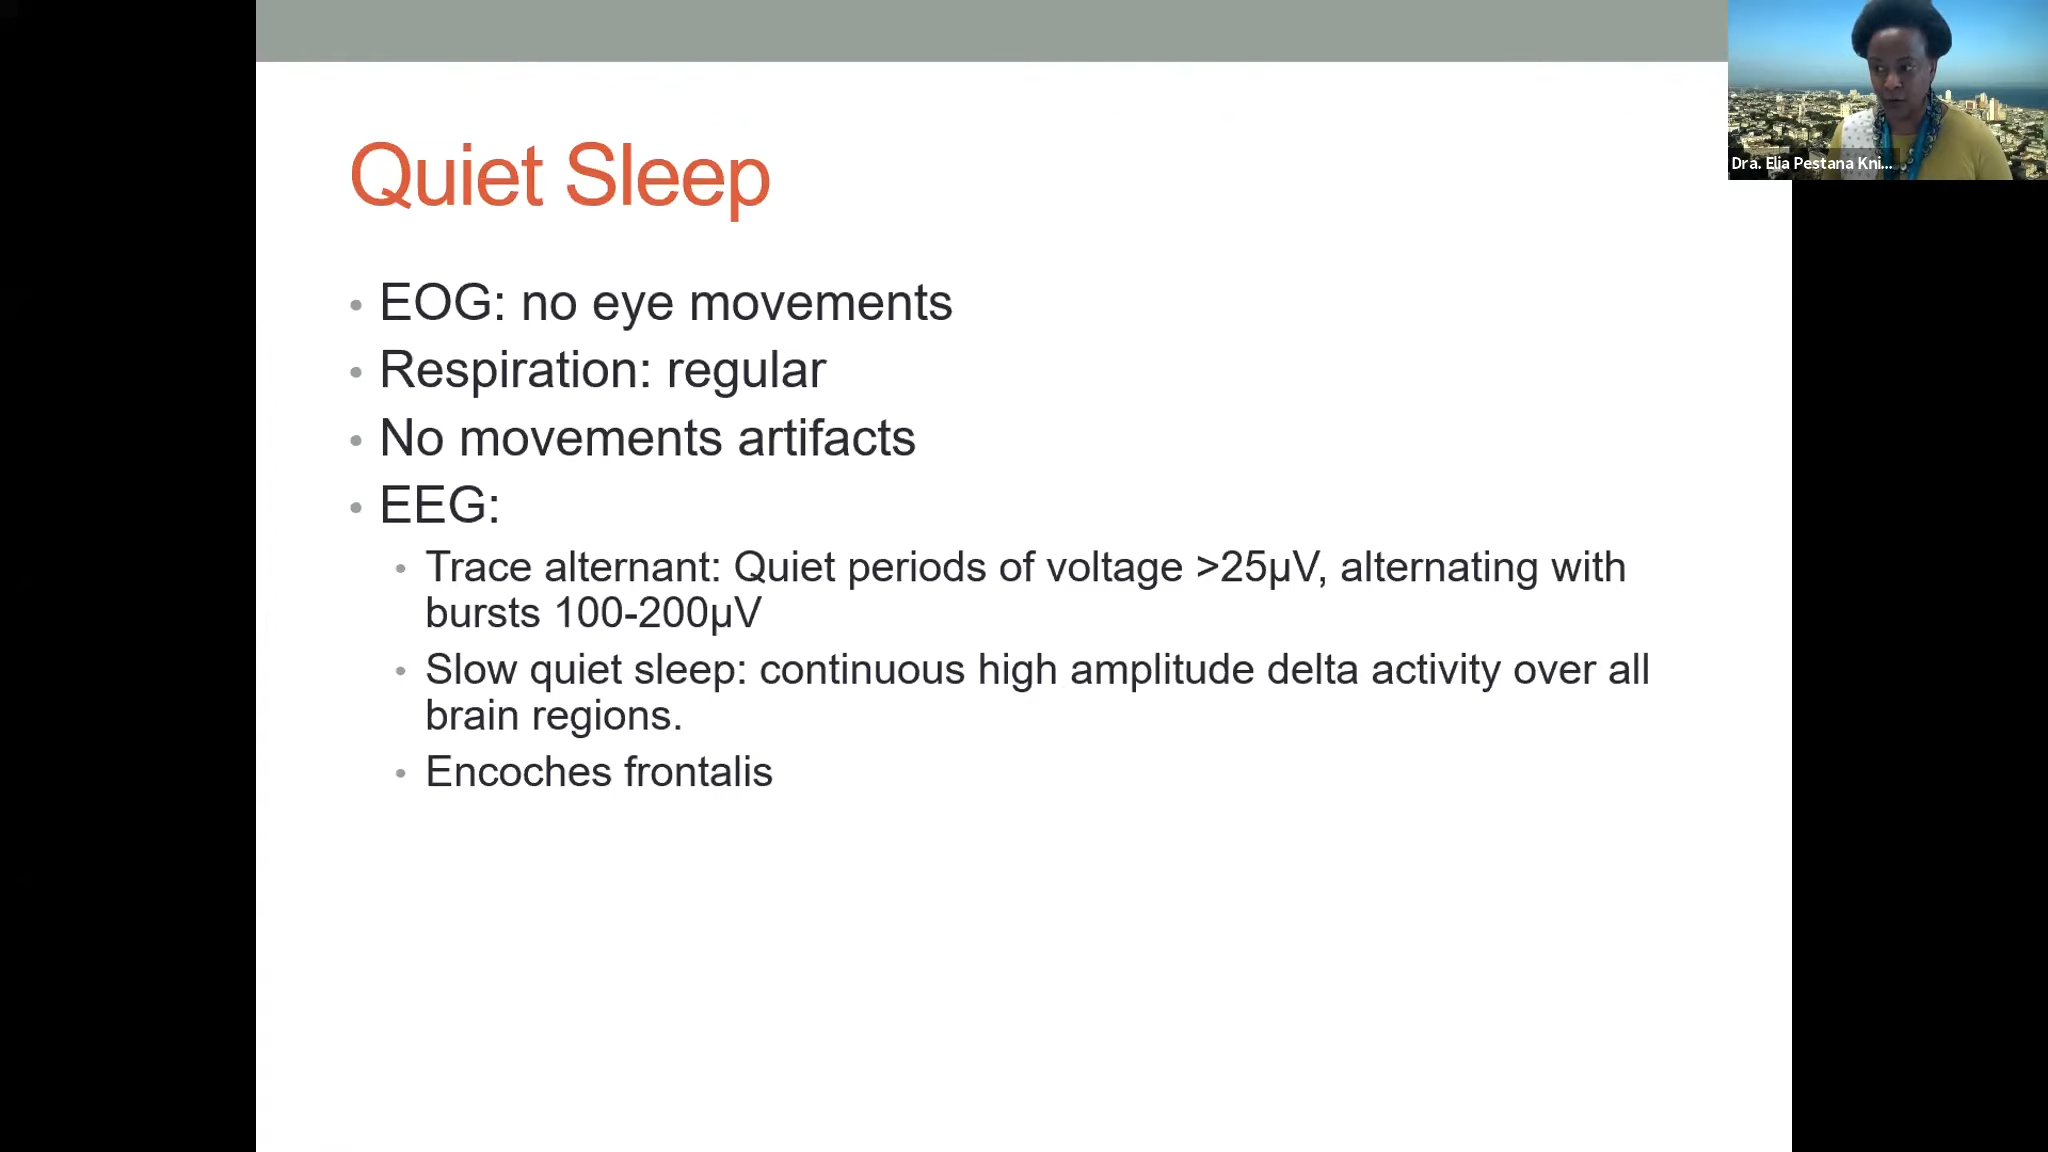 Quiet Sleep
• EOG: no eye movements
• Respiration: regular
• No movements artifacts
• EEG:
• Trace alternant: Quiet periods of voltage >25µV, alternating with
bursts 100-200µV
• Slow quiet sleep: continuous high amplitude delta activity over all
brain regions.
• Encoches frontalis
Dra. Elia Pestana Kni...